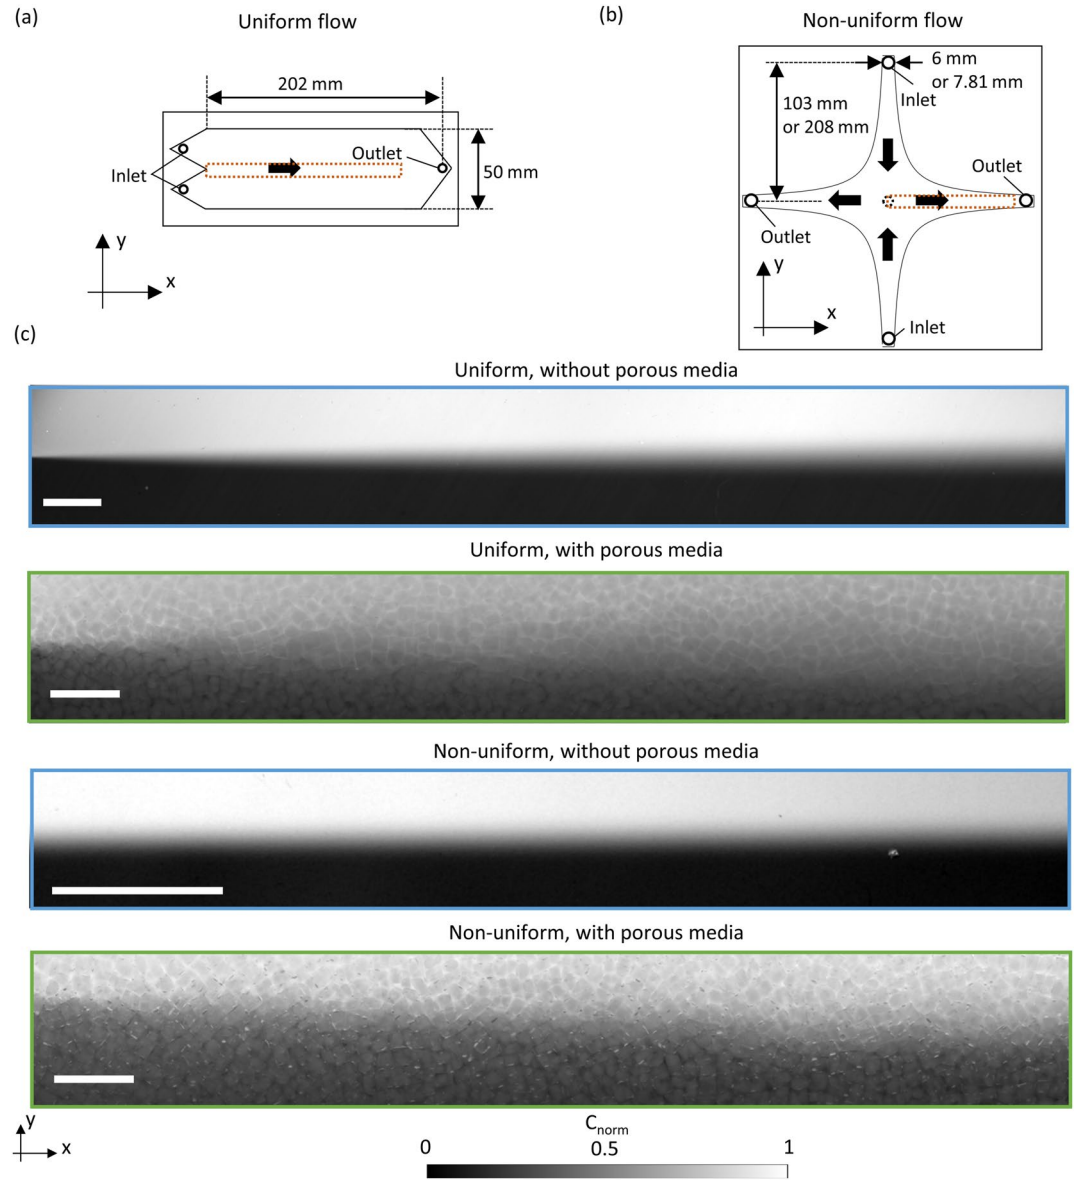 (a)
Uniform flow
202 mm
Outlet
Inlet
50 mm
y
x
(b)
Non-uniform flow
6 mm
or 7.81 mm
Inlet
103 mm
or 208 mm
Outlet
Outlet
y
x
Inlet
(c)
Uniform, without porous media
Uniform, with porous media
Non-uniform, without porous media
Non-uniform, with porous media
y
x
Cnorm
0 0.5 1